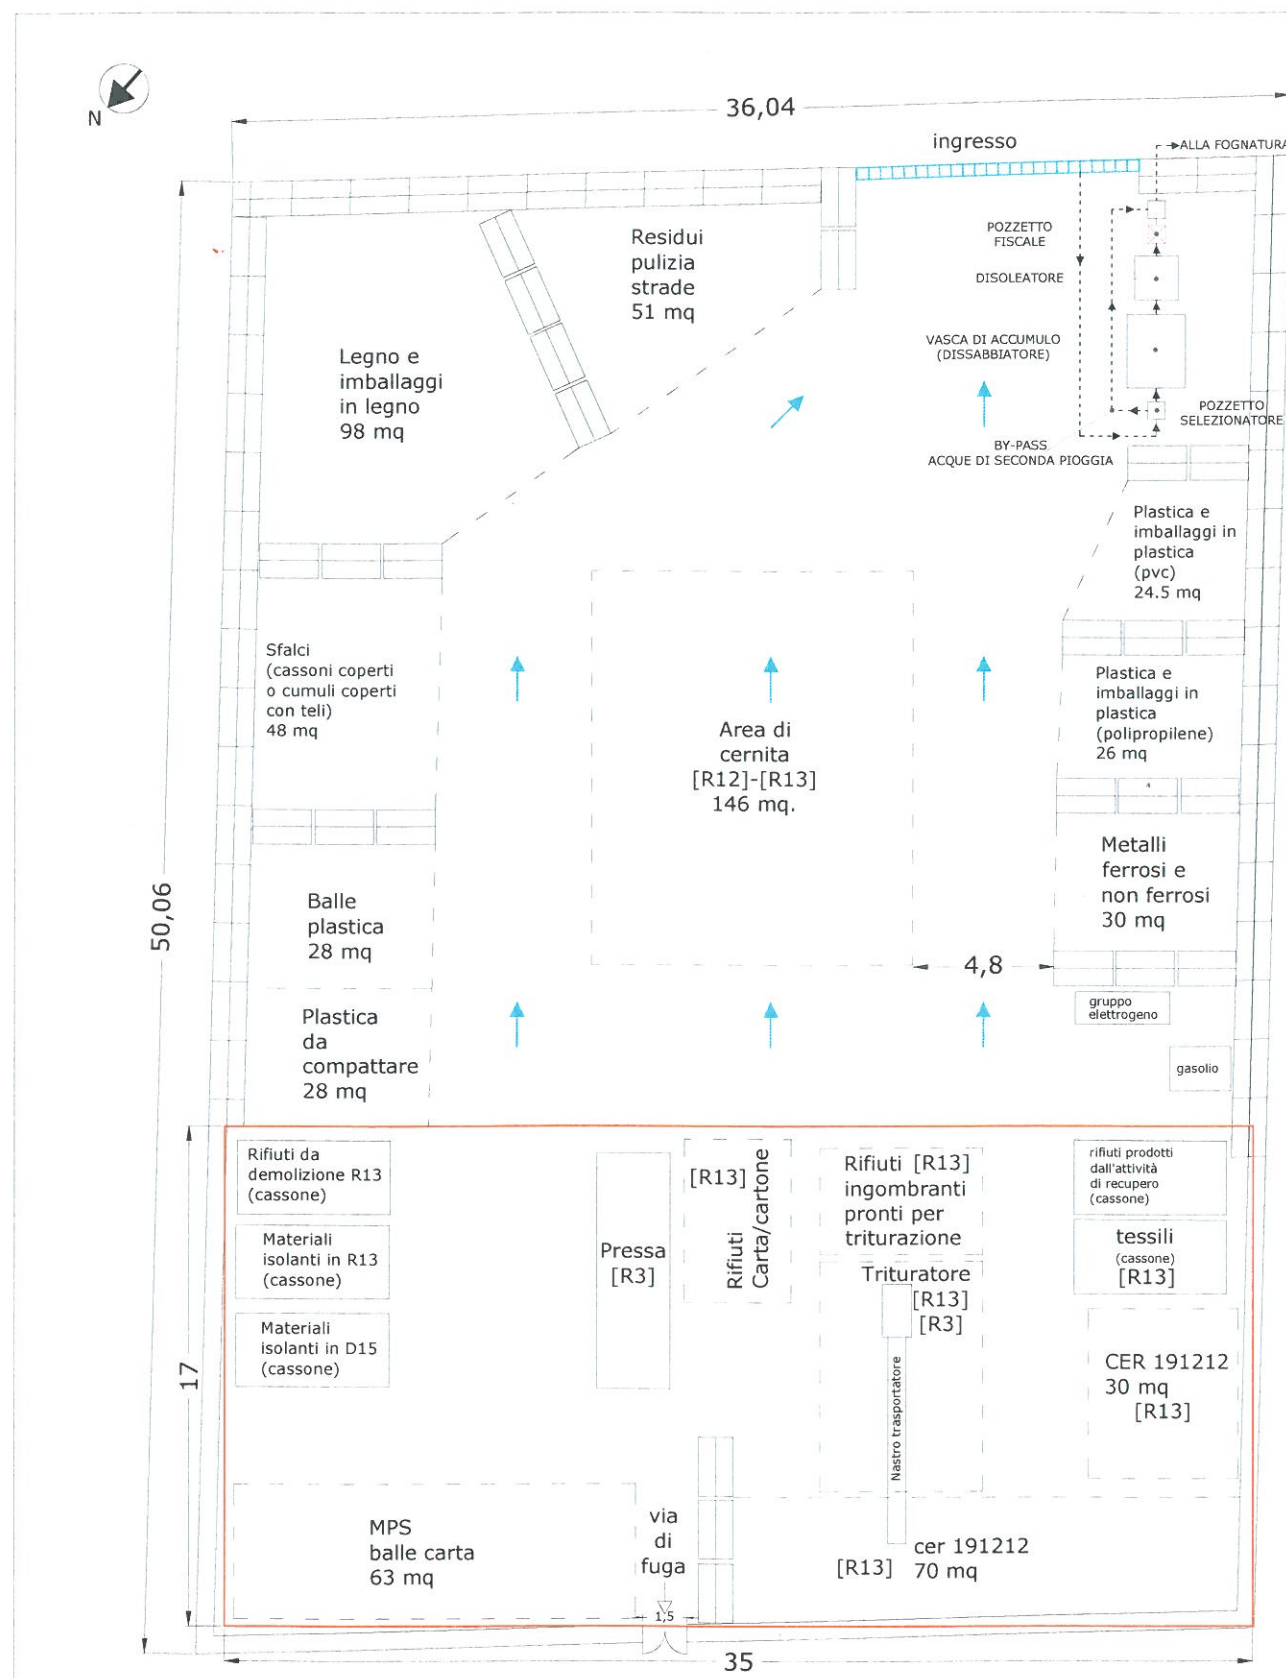 N
36,04
ingresso
ALLA FOGNATURA
POZZETTO
FISCALE
DISOLEATORE
VASCA DI ACCUMULO
(DISSABBIATORE)
POZZETTO
SELEZIONATORE
BY-PASS
ACQUE DI SECONDA PIOGGIA
Residui
pulizia
strade
51 mq
Legno e
imballaggi
in legno
98 mq
Plastica e
imballaggi in
plastica
(pvc)
24.5 mq
Sfalci
(cassoni coperti
o cumuli coperti
con teli)
48 mq
Area di
cernita
[R12]-[R13]
146 mq.
Plastica e
imballaggi in
plastica
(polipropilene)
26 mq
Metalli
ferrosi e
non ferrosi
30 mq
50,06
Balle
plastica
28 mq
4,8
gruppo
elettrogeno
Plastica
da
compattare
28 mq
gasolio
Rifiuti da
demolizione R13
(cassone)
Materiali
isolanti in R13
(cassone)
Materiali
isolanti in D15
(cassone)
Pressa
[R3]
[R13]
Rifiuti
Carta/cartone
Rifiuti [R13]
ingombranti
pronti per
triturazione
Trituratore
[R13]
[R3]
Nastro trasportatore
rifiuti prodotti
dall'attività
di recupero
(cassone)
tessili
(cassone)
[R13]
CER 191212
30 mq
[R13]
17
MPS
balle carta
63 mq
via
di
fuga
1,5
cer 191212
[R13] 70 mq
35